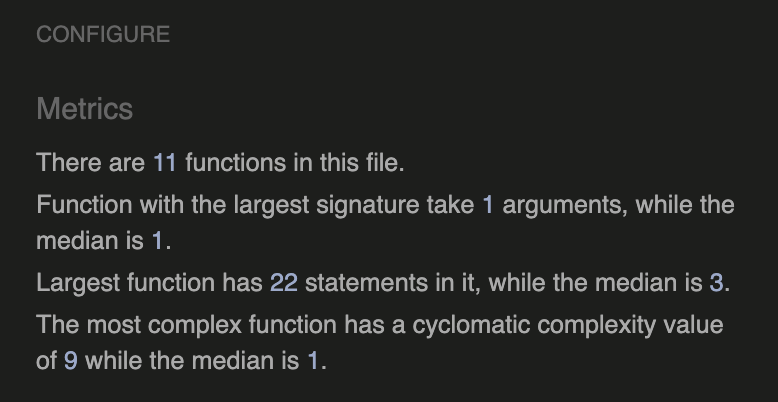 CONFIGURE
Metrics
There are 11 functions in this file.
Function with the largest signature take 1 arguments, while the
median is 1.
Largest function has 22 statements in it, while the median is 3.
The most complex function has a cyclomatic complexity value
of 9 while the median is 1.